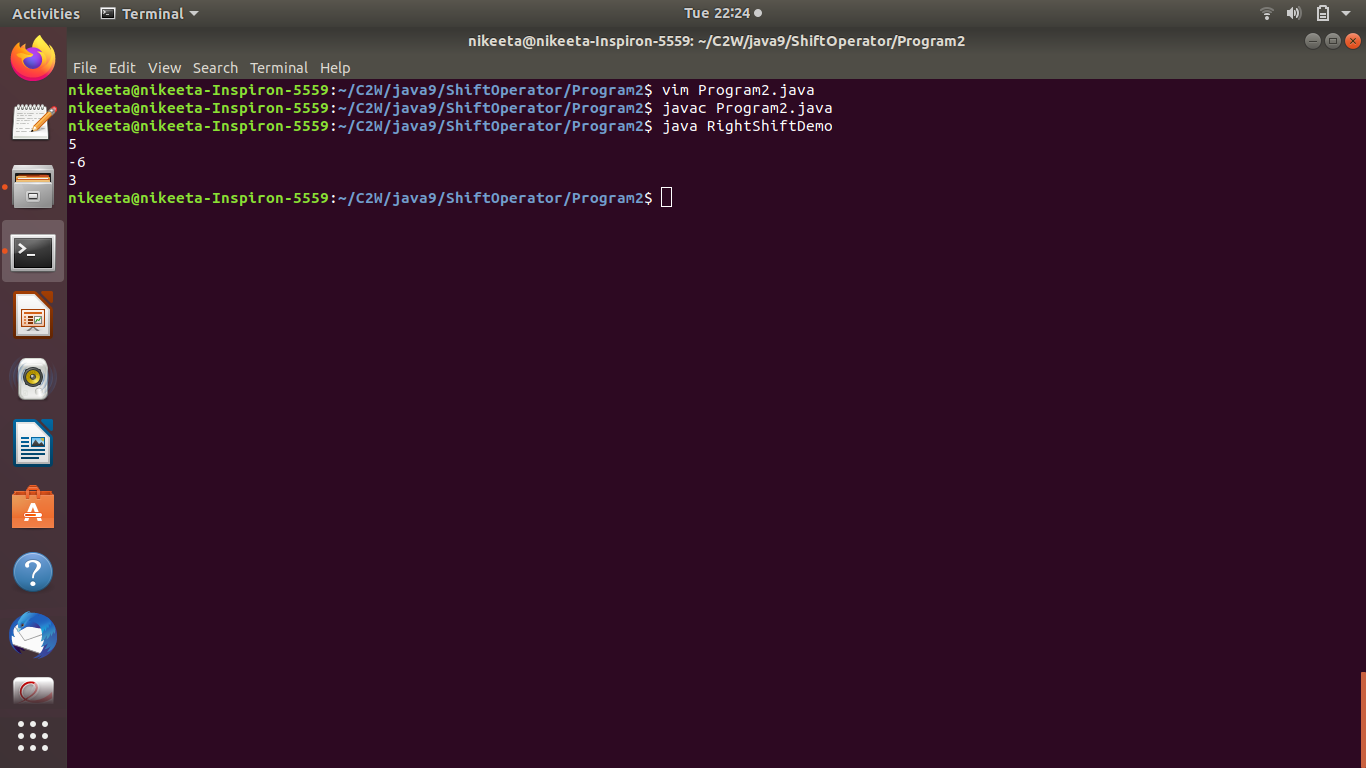 Activities Terminal Tue 22:24
nikeeta@nikeeta-Inspiron-5559: ~/C2W/java9/ShiftOperator/Program2
File Edit View Search Terminal Help
nikeeta@nikeeta-Inspiron-5559:~/C2W/java9/ShiftOperator/Program2$ vim Program2.java
nikeeta@nikeeta-Inspiron-5559:~/C2W/java9/ShiftOperator/Program2$ javac Program2.java
nikeeta@nikeeta-Inspiron-5559:~/C2W/java9/ShiftOperator/Program2$ java RightShiftDemo
5
-6
3
nikeeta@nikeeta-Inspiron-5559:~/C2W/java9/ShiftOperator/Program2$